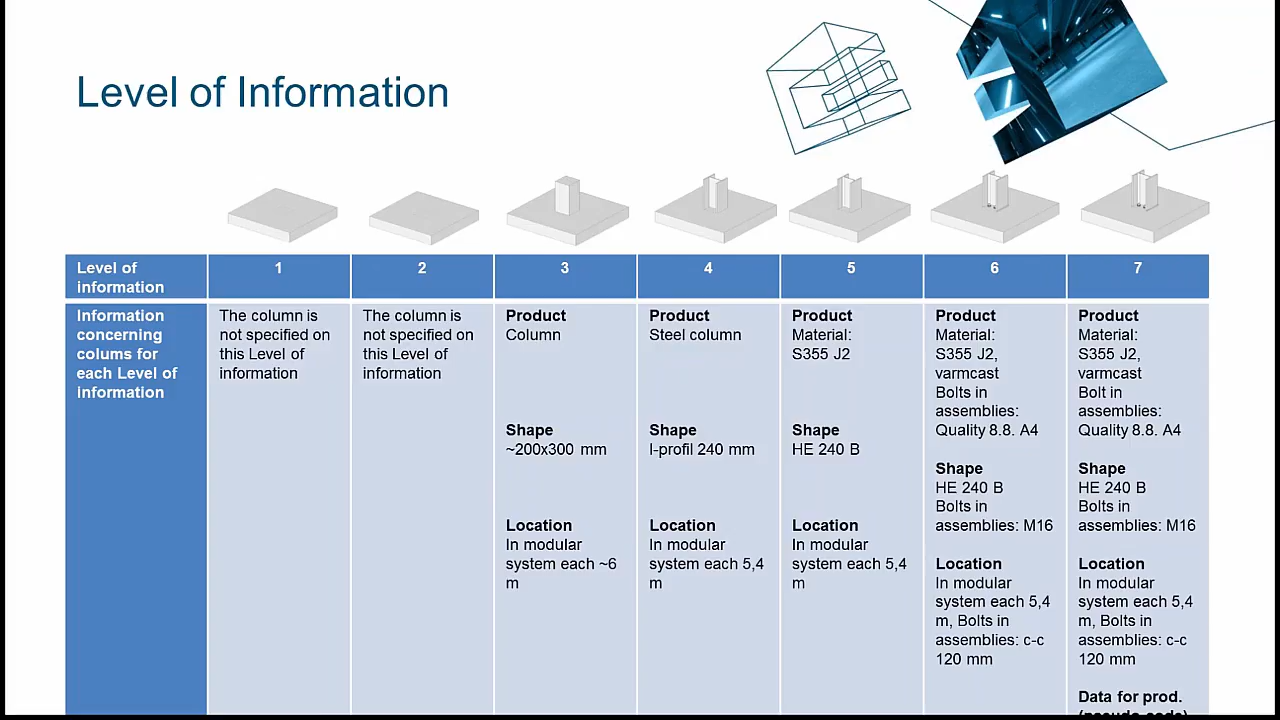 Level of Information
Level of
information
1
2
3
4
5
6
7
Information
concerning
colums for
each Level of
information
The column is
not specified on
this Level of
information
The column is
not specified on
this Level of
information
Product
Column
Shape
~200x300 mm
Location
In modular
system each ~6
m
Product
Steel column
Shape
I-profil 240 mm
Location
In modular
system each 5,4
m
Product
Material:
S355 J2
Shape
HE 240 B
Location
In modular
system each 5,4
m
Product
Material:
S355 J2,
varmcast
Bolts in
assemblies:
Quality 8.8. A4
Shape
HE 240 B
Bolts in
assemblies: M16
Location
In modular
system each 5,4
m, Bolts in
assemblies: c-c
120 mm
Product
Material:
S355 J2,
varmcast
Bolt in
assemblies:
Quality 8.8. A4
Shape
HE 240 B
Bolts in
assemblies: M16
Location
In modular
system each 5,4
m, Bolts in
assemblies: c-c
120 mm
Data for prod.